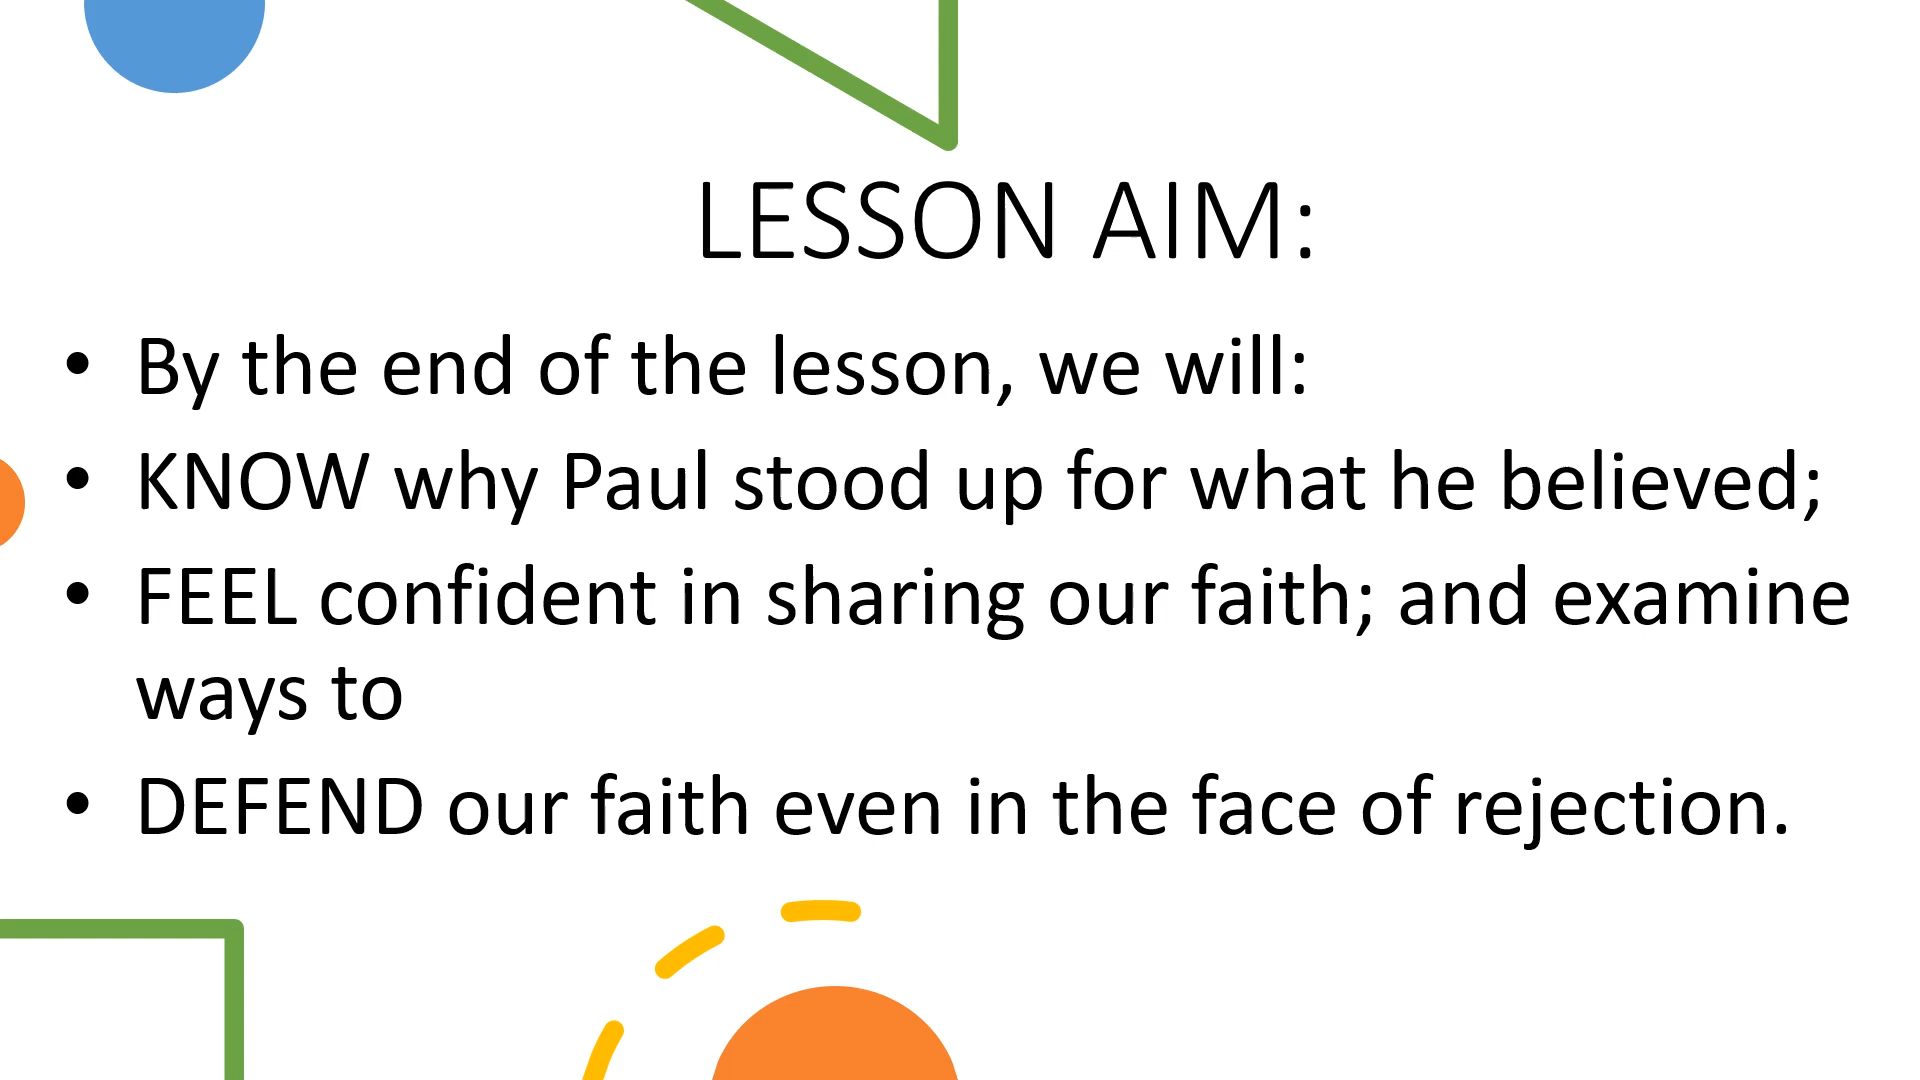 LESSON AIM:
• By the end of the lesson, we will:
• KNOW why Paul stood up for what he believed;
• FEEL confident in sharing our faith; and examine
ways to
• DEFEND our faith even in the face of rejection.